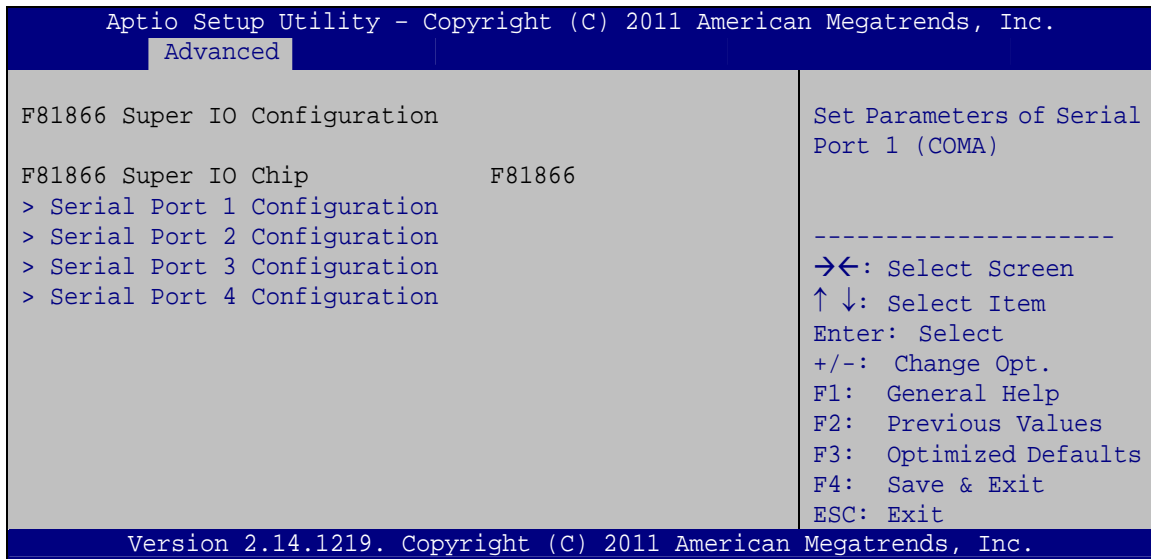 Aptio Setup Utility – Copyright (C) 2011 American Megatrends, Inc.
Advanced
F81866 Super IO Configuration
F81866 Super IO Chip F81866
> Serial Port 1 Configuration
> Serial Port 2 Configuration
> Serial Port 3 Configuration
> Serial Port 4 Configuration
Set Parameters of Serial
Port 1 (COMA)
---------------------
→←: Select Screen
↑ ↓: Select Item
Enter: Select
+/-: Change Opt.
F1: General Help
F2: Previous Values
F3: Optimized Defaults
F4: Save & Exit
ESC: Exit
Version 2.14.1219. Copyright (C) 2011 American Megatrends, Inc.